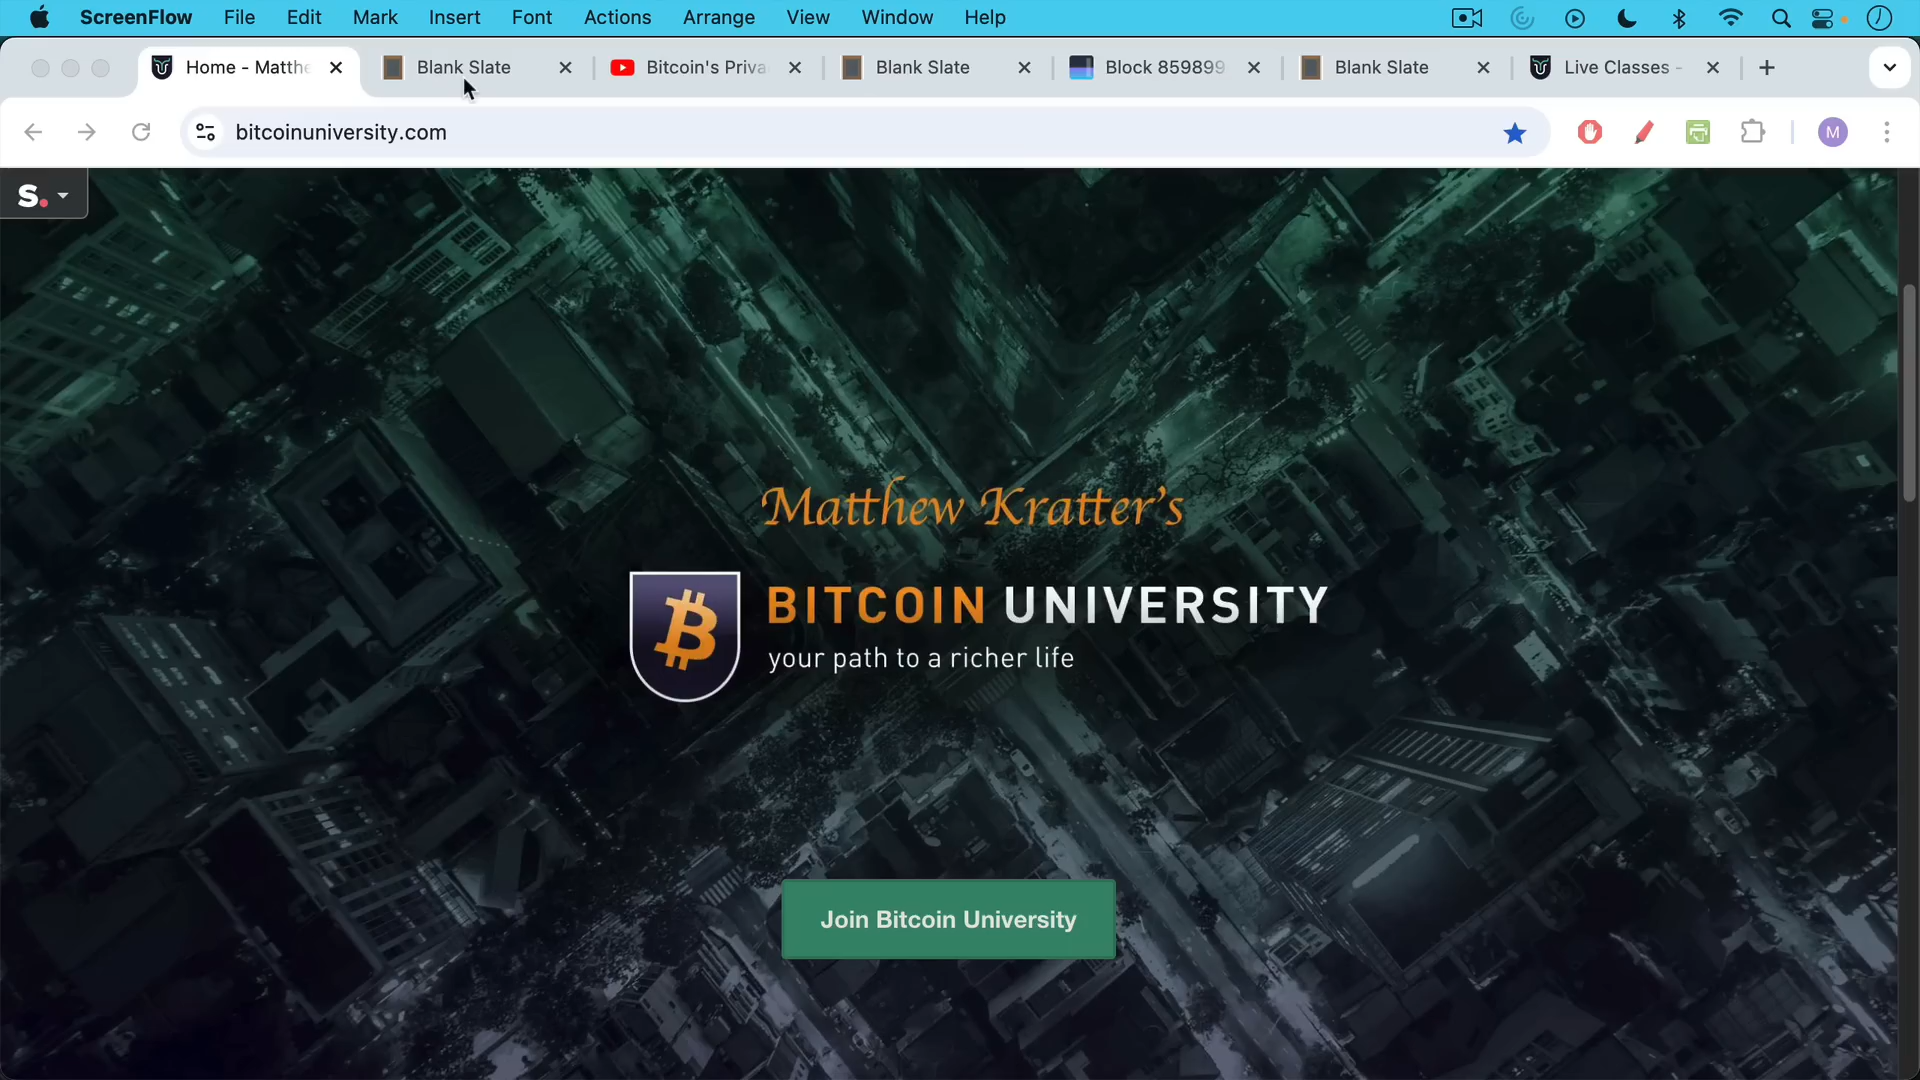 ScreenFlow File Edit Mark Insert Font Actions Arrange View Window Help
Home - Matthe Blank Slate Bitcoin's Priva Blank Slate Block 859899 Blank Slate Live Classes -
bitcoinuniversity.com
M
S.
Matthew Kratter's
BITCOIN UNIVERSITY
your path to a richer life
Join Bitcoin University